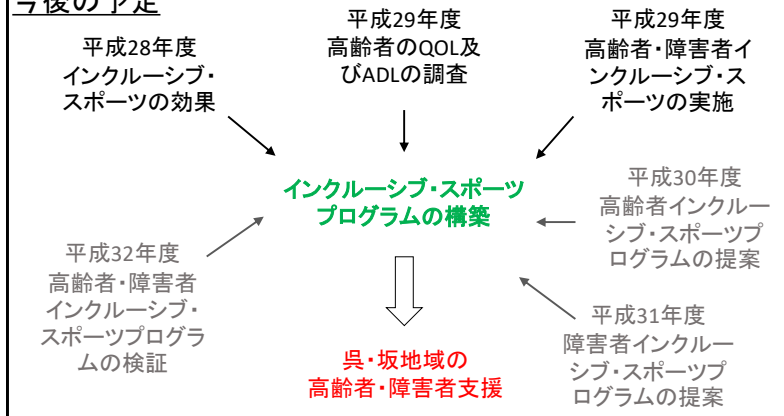 今後の予定
平成28年度
インクルーシブ・
スポーツの効果
平成29年度
高齢者のQOL及
びADLの調査
平成29年度
高齢者・障害者イ
ンクルーシブ・ス
ポーツの実施
インクルーシブ・スポーツ
プログラムの構築
平成30年度
高齢者インクルー
シブ・スポーツプ
ログラムの提案
平成32年度
高齢者・障害者
インクルーシブ・
スポーツプログラ
ムの検証
平成31年度
障害者インクルー
シブ・スポーツプ
ログラムの提案
呉・坂地域の
高齢者・障害者支援